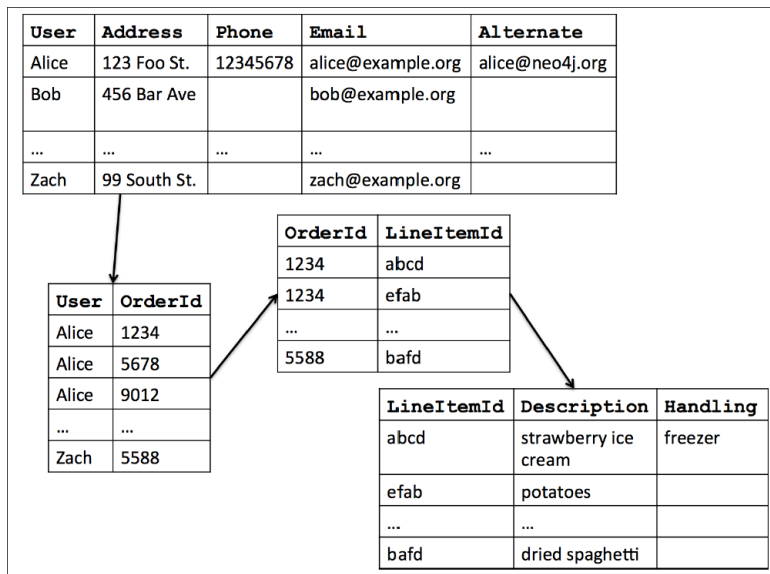 User Address Phone Email Alternate
Alice 123 Foo St. 12345678 alice@example.org alice@neo4j.org
Bob 456 Bar Ave bob@example.org
... ... ... ... ...
Zach 99 South St. zach@example.org
OrderId LineItemId
1234 abcd
1234 efab
... ...
5588 bafd
User OrderId
Alice 1234
Alice 5678
Alice 9012
... ...
Zach 5588
LineItemId Description Handling
abcd strawberry ice freezer
cream
efab potatoes
... ...
bafd dried spaghetti